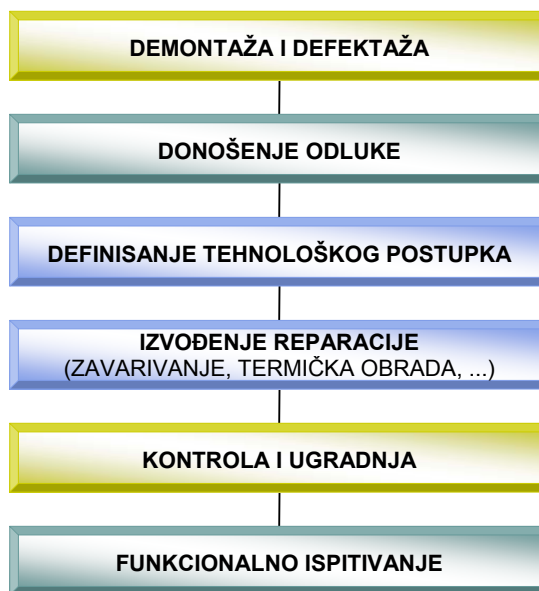 DEMONTAŽA I DEFEKTAŽA
DONOŠENJE ODLUKE
DEFINISANJE TEHNOLOŠKOG POSTUPKA
IZVOĐENJE REPARACIJE
(ZAVARIVANJE, TERMIČKA OBRADA, ...)
KONTROLA I UGRADNJA
FUNKCIONALNO ISPITIVANJE